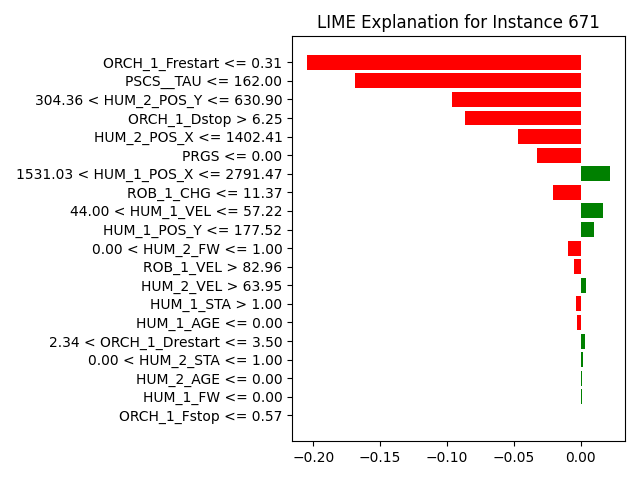 LIME Explanation for Instance 671
ORCH_1_Frestart <= 0.31
PSCS__TAU <= 162.00
304.36 < HUM_2_POS_Y <= 630.90
ORCH_1_Dstop > 6.25
HUM_2_POS_X <= 1402.41
PRGS <= 0.00
1531.03 < HUM_1_POS_X <= 2791.47
ROB_1_CHG <= 11.37
44.00 < HUM_1_VEL <= 57.22
HUM_1_POS_Y <= 177.52
0.00 < HUM_2_FW <= 1.00
ROB_1_VEL > 82.96
HUM_2_VEL > 63.95
HUM_1_STA > 1.00
HUM_1_AGE <= 0.00
2.34 < ORCH_1_Drestart <= 3.50
0.00 < HUM_2_STA <= 1.00
HUM_2_AGE <= 0.00
HUM_1_FW <= 0.00
ORCH_1_Fstop <= 0.57
−0.20 −0.15 −0.10 −0.05 0.00